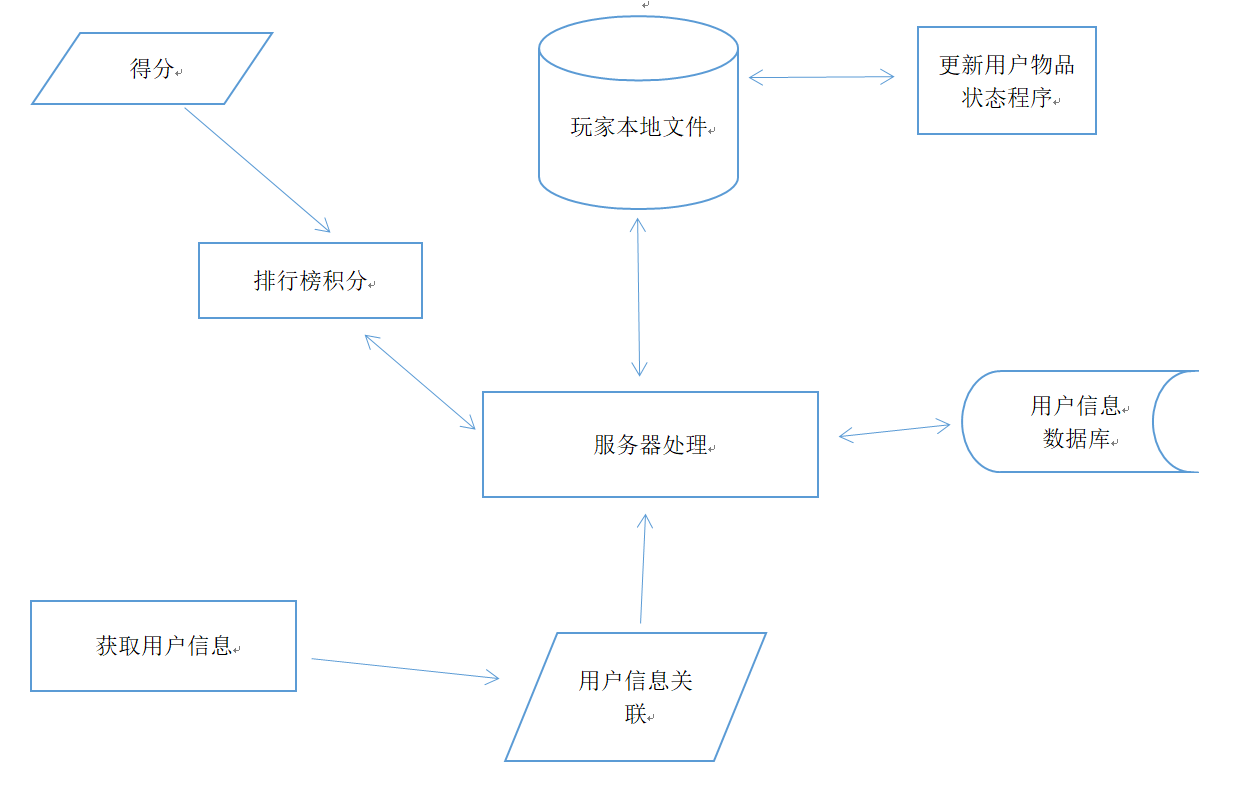 得分
玩家本地文件
更新用户物品
状态程序
排行榜积分
服务器处理
用户信息
数据库
获取用户信息
用户信息关
联